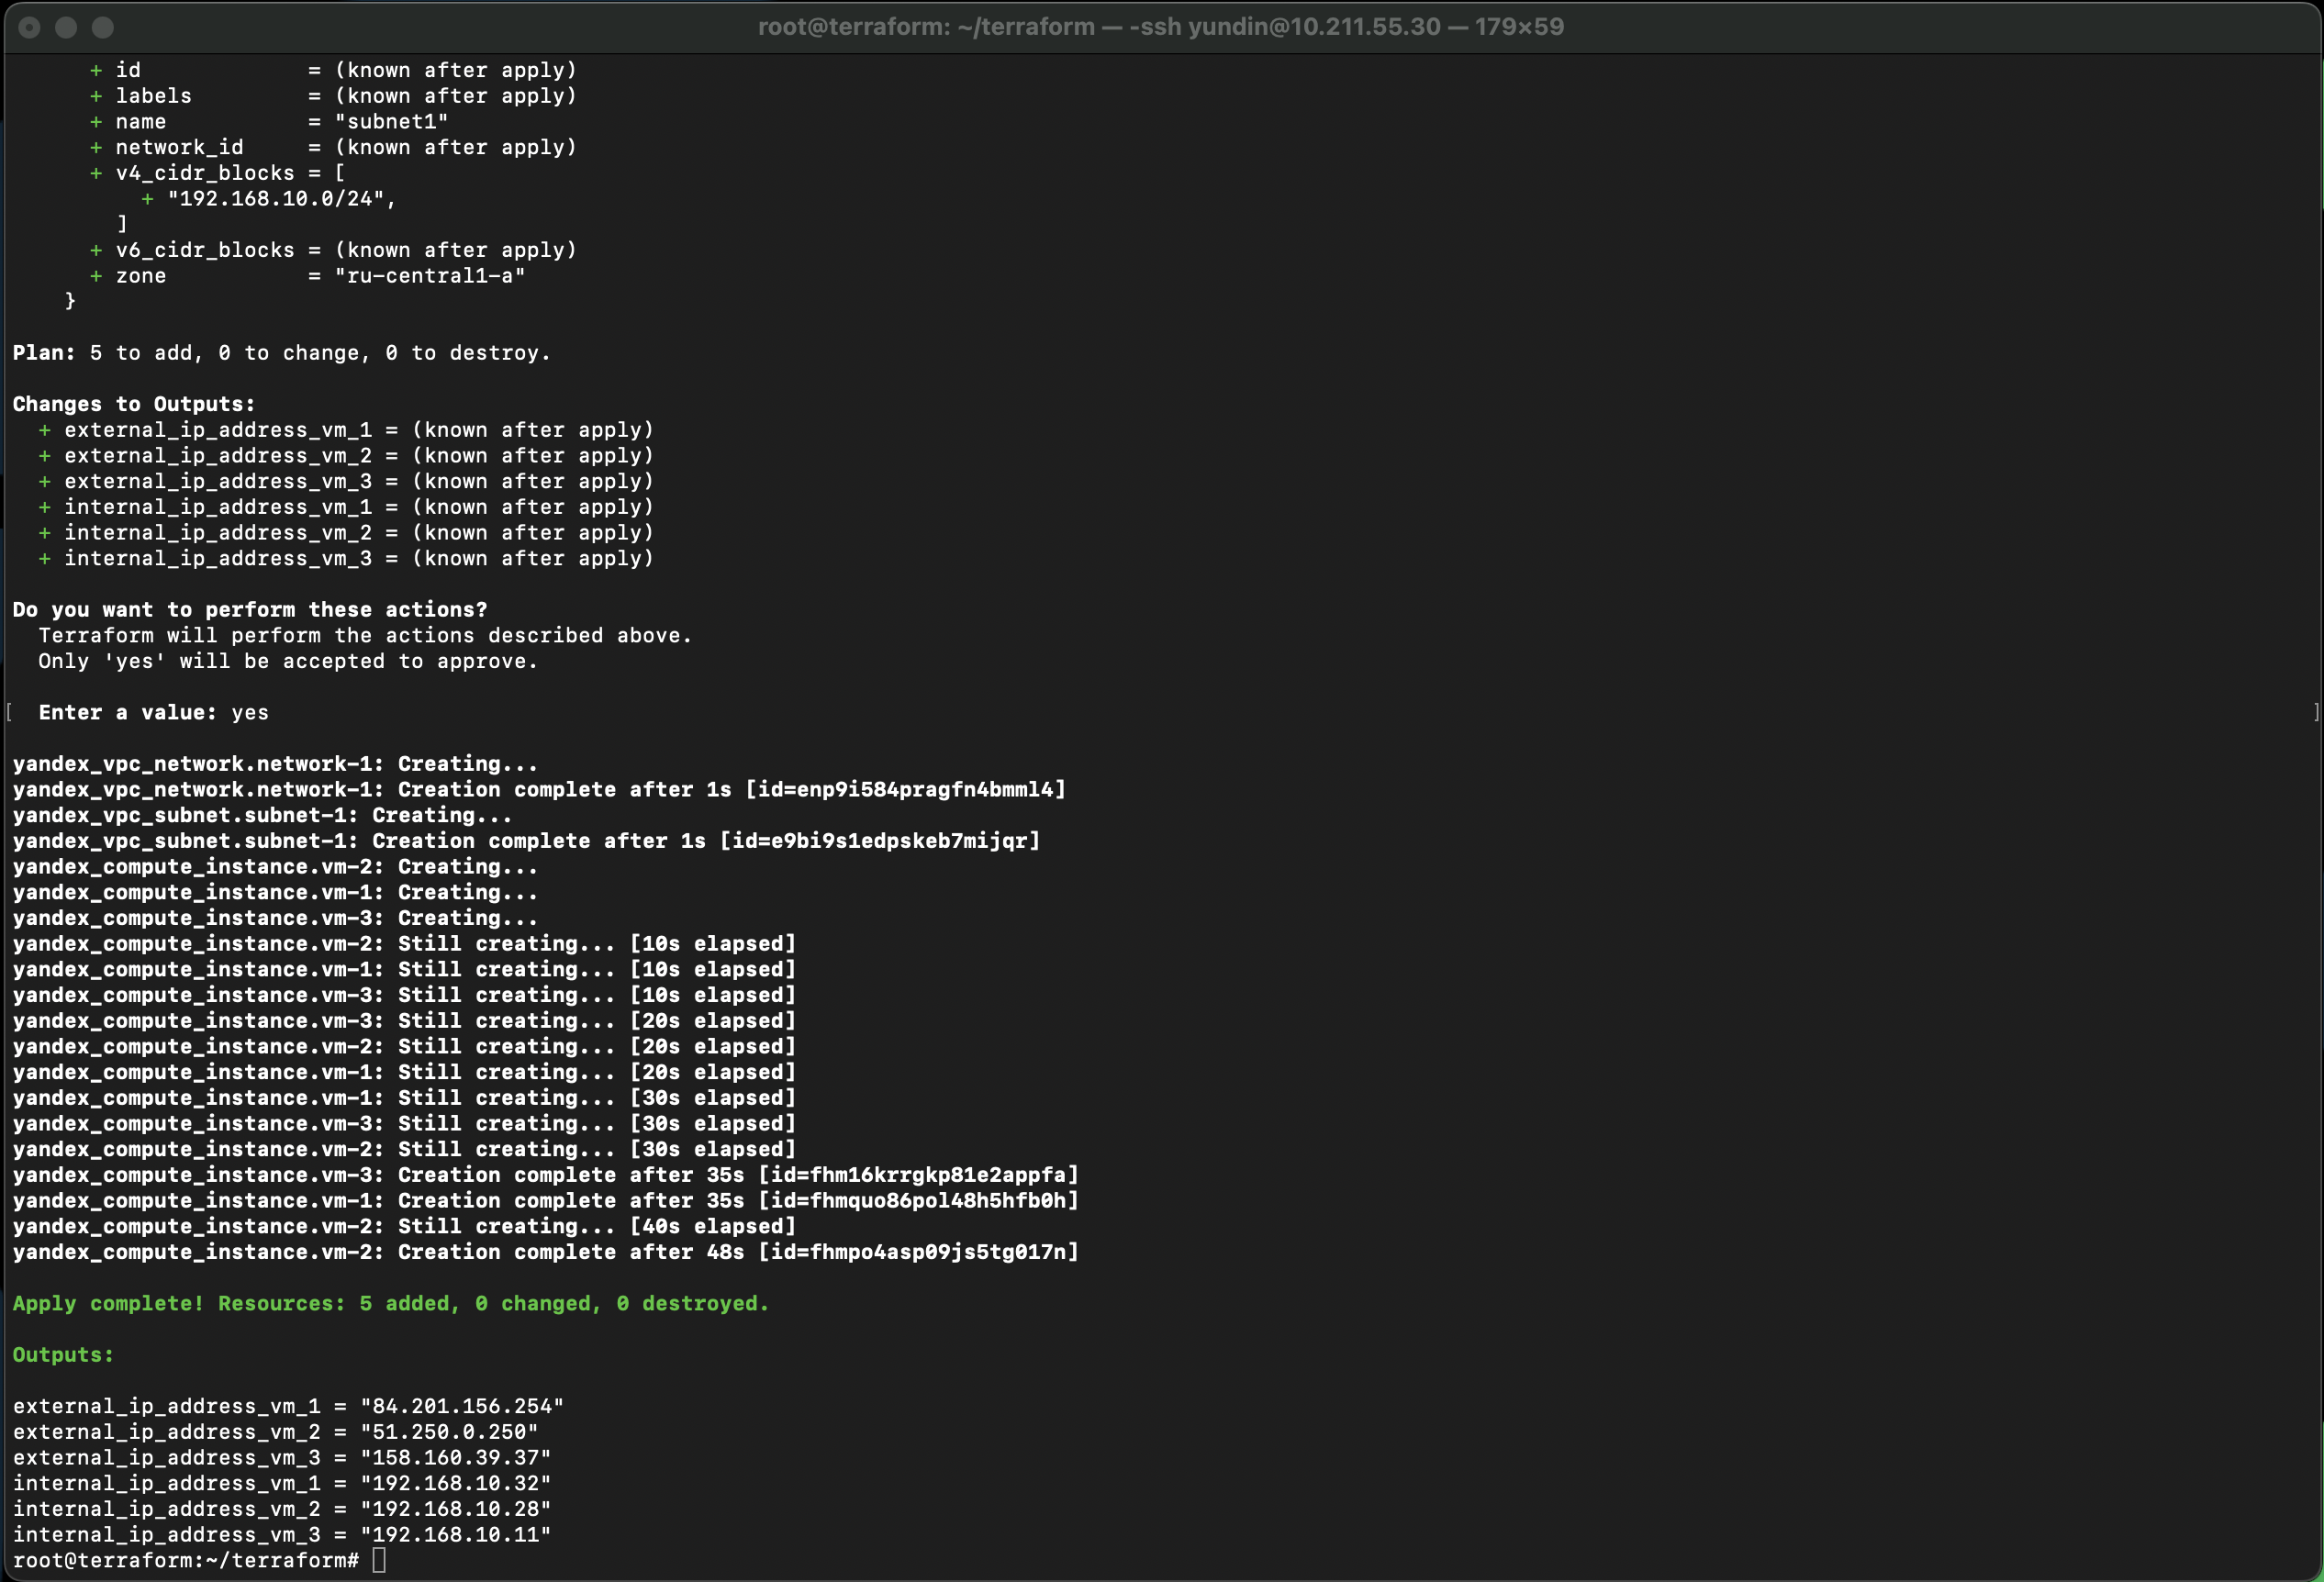 root@terraform: ~/terraform — -ssh yundin@10.211.55.30 — 179×59
      + id             = (known after apply)
      + labels         = (known after apply)
      + name           = "subnet1"
      + network_id     = (known after apply)
      + v4_cidr_blocks = [
          + "192.168.10.0/24",
        ]
      + v6_cidr_blocks = (known after apply)
      + zone           = "ru-central1-a"
    }

Plan: 5 to add, 0 to change, 0 to destroy.

Changes to Outputs:
  + external_ip_address_vm_1 = (known after apply)
  + external_ip_address_vm_2 = (known after apply)
  + external_ip_address_vm_3 = (known after apply)
  + internal_ip_address_vm_1 = (known after apply)
  + internal_ip_address_vm_2 = (known after apply)
  + internal_ip_address_vm_3 = (known after apply)

Do you want to perform these actions?
  Terraform will perform the actions described above.
  Only 'yes' will be accepted to approve.

[  Enter a value: yes ]

yandex_vpc_network.network-1: Creating...
yandex_vpc_network.network-1: Creation complete after 1s [id=enp9i584pragfn4bmml4]
yandex_vpc_subnet.subnet-1: Creating...
yandex_vpc_subnet.subnet-1: Creation complete after 1s [id=e9bi9s1edpskeb7mijqr]
yandex_compute_instance.vm-2: Creating...
yandex_compute_instance.vm-1: Creating...
yandex_compute_instance.vm-3: Creating...
yandex_compute_instance.vm-2: Still creating... [10s elapsed]
yandex_compute_instance.vm-1: Still creating... [10s elapsed]
yandex_compute_instance.vm-3: Still creating... [10s elapsed]
yandex_compute_instance.vm-3: Still creating... [20s elapsed]
yandex_compute_instance.vm-2: Still creating... [20s elapsed]
yandex_compute_instance.vm-1: Still creating... [20s elapsed]
yandex_compute_instance.vm-1: Still creating... [30s elapsed]
yandex_compute_instance.vm-3: Still creating... [30s elapsed]
yandex_compute_instance.vm-2: Still creating... [30s elapsed]
yandex_compute_instance.vm-3: Creation complete after 35s [id=fhm16krrgkp81e2appfa]
yandex_compute_instance.vm-1: Creation complete after 35s [id=fhmquo86pol48h5hfb0h]
yandex_compute_instance.vm-2: Still creating... [40s elapsed]
yandex_compute_instance.vm-2: Creation complete after 48s [id=fhmpo4asp09js5tg017n]

Apply complete! Resources: 5 added, 0 changed, 0 destroyed.

Outputs:

external_ip_address_vm_1 = "84.201.156.254"
external_ip_address_vm_2 = "51.250.0.250"
external_ip_address_vm_3 = "158.160.39.37"
internal_ip_address_vm_1 = "192.168.10.32"
internal_ip_address_vm_2 = "192.168.10.28"
internal_ip_address_vm_3 = "192.168.10.11"
root@terraform:~/terraform#